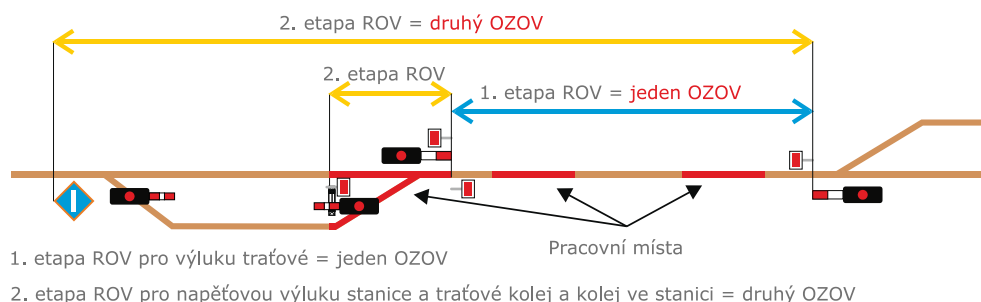 2. etapa ROV = druhý OZOV
2. etapa ROV
1. etapa ROV = jeden OZOV
Pracovní místa
1. etapa ROV pro výluku traťové = jeden OZOV
2. etapa ROV pro napěťovou výluku stanice a traťové kolej a kolej ve stanici = druhý OZOV